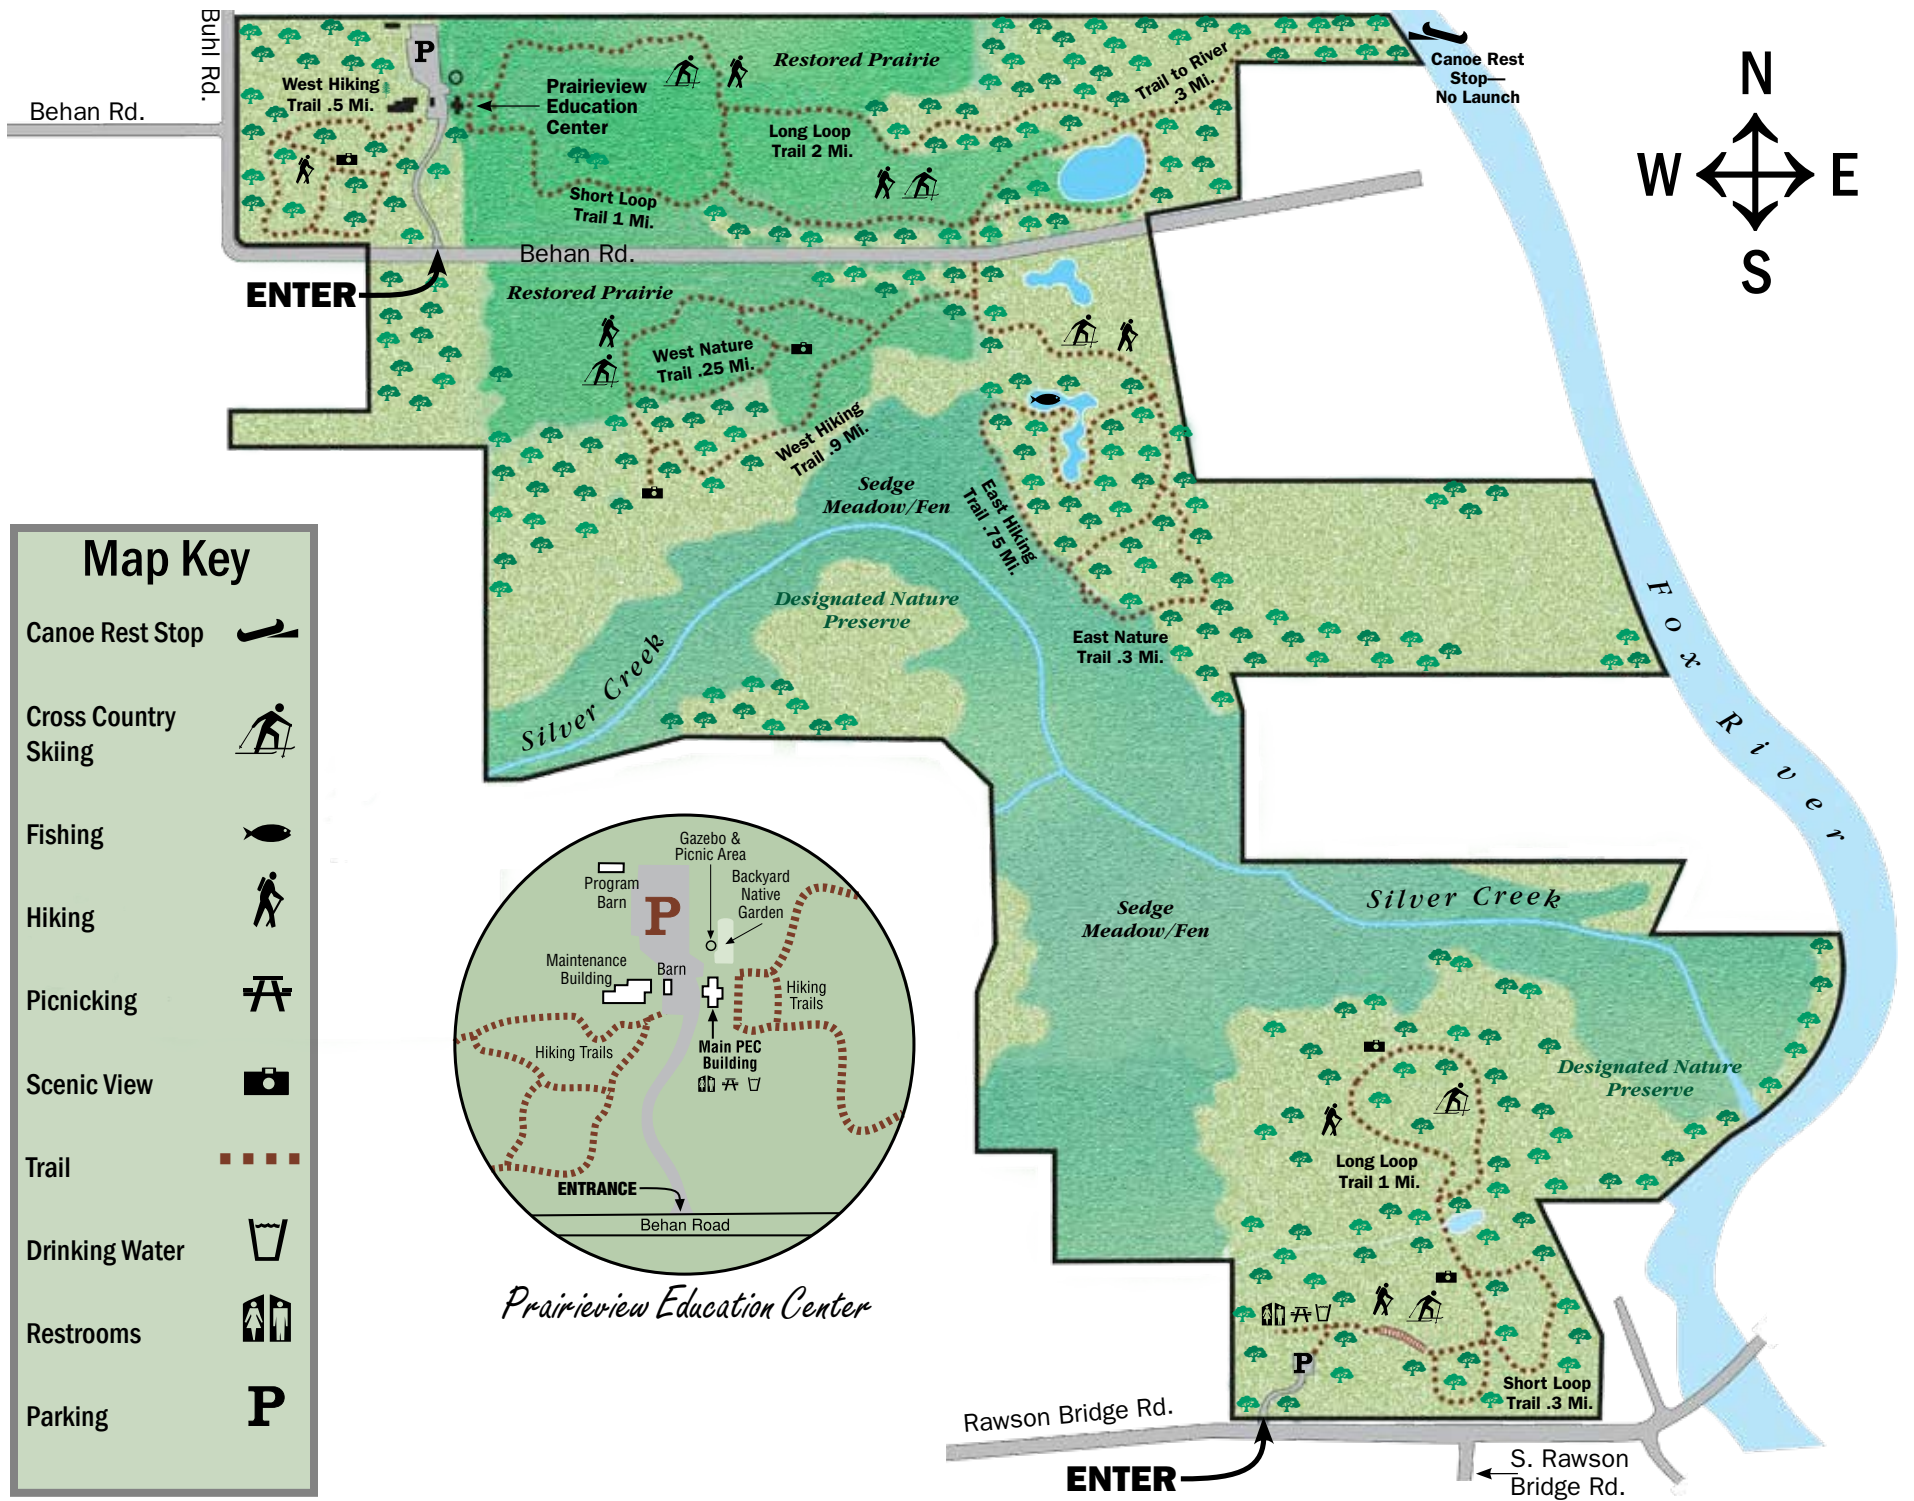 Buhl Rd.
Behan Rd.
P
West Hiking
Trail .5 Mi.
Prairieview
Education
Center
Restored Prairie
Long Loop
Trail 2 Mi.
Short Loop
Trail 1 Mi.
Trail to River
.3 Mi.
Canoe Rest
Stop—
No Launch
N
W
E
S
Behan Rd.
ENTER
Restored Prairie
West Nature
Trail .25 Mi.
West Hiking
Trail .9 Mi.
Sedge
Meadow/Fen
East Hiking
Trail .75 Mi.
Designated Nature
Preserve
East Nature
Trail .3 Mi.
Silver Creek
Fox River
Map Key
Canoe Rest Stop
Cross Country
Skiing
Fishing
Hiking
Picnicking
Scenic View
Trail
Drinking Water
Restrooms
Parking
P
Gazebo &
Picnic Area
Program
Barn
P
Backyard
Native
Garden
Maintenance
Building
Barn
Hiking
Trails
Hiking Trails
Main PEC
Building
ENTRANCE
Behan Road
Prairieview Education Center
Sedge
Meadow/Fen
Silver Creek
Designated Nature
Preserve
Long Loop
Trail 1 Mi.
P
Short Loop
Trail .3 Mi.
Rawson Bridge Rd.
ENTER
S. Rawson
Bridge Rd.